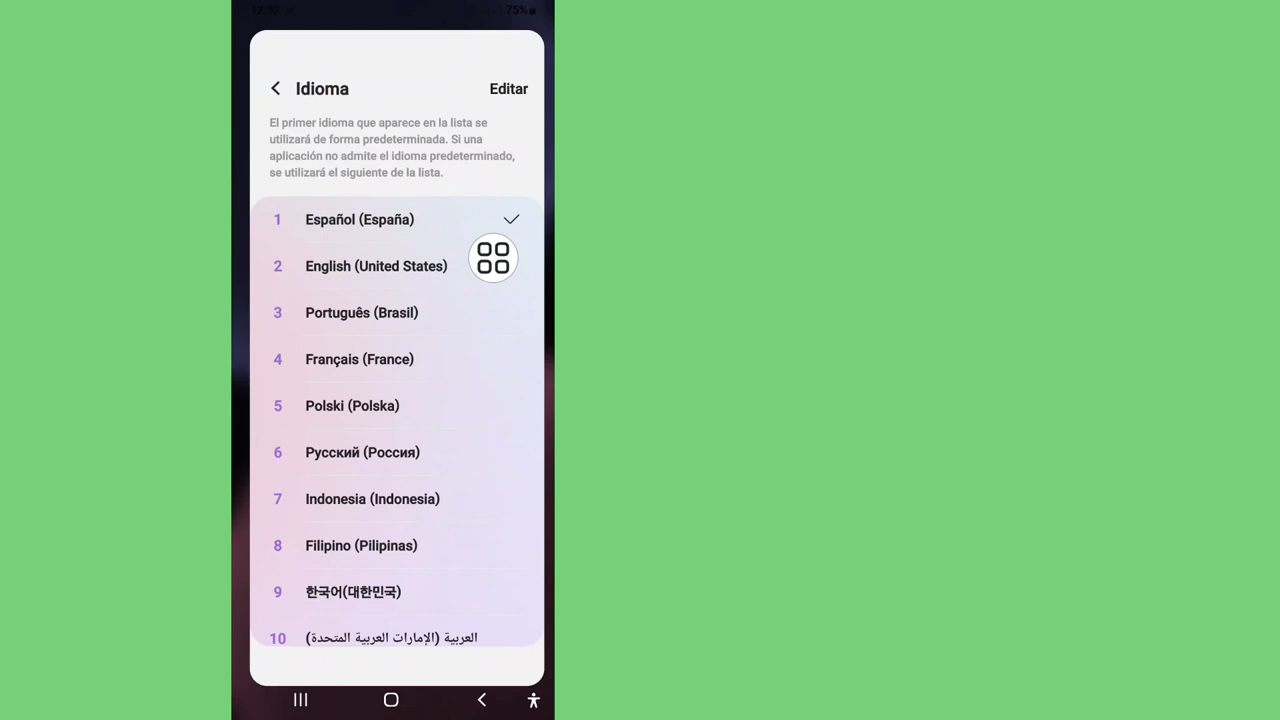 12:52
75%
Idioma
Editar
El primer idioma que aparece en la lista se
utilizará de forma predeterminada. Si una
aplicación no admite el idioma predeterminado,
se utilizará el siguiente de la lista.
1 Español (España)
2 English (United States)
3 Português (Brasil)
4 Français (France)
5 Polski (Polska)
6 Русский (Россия)
7 Indonesia (Indonesia)
8 Filipino (Pilipinas)
9 한국어(대한민국)
10 العربية (الإمارات العربية المتحدة)